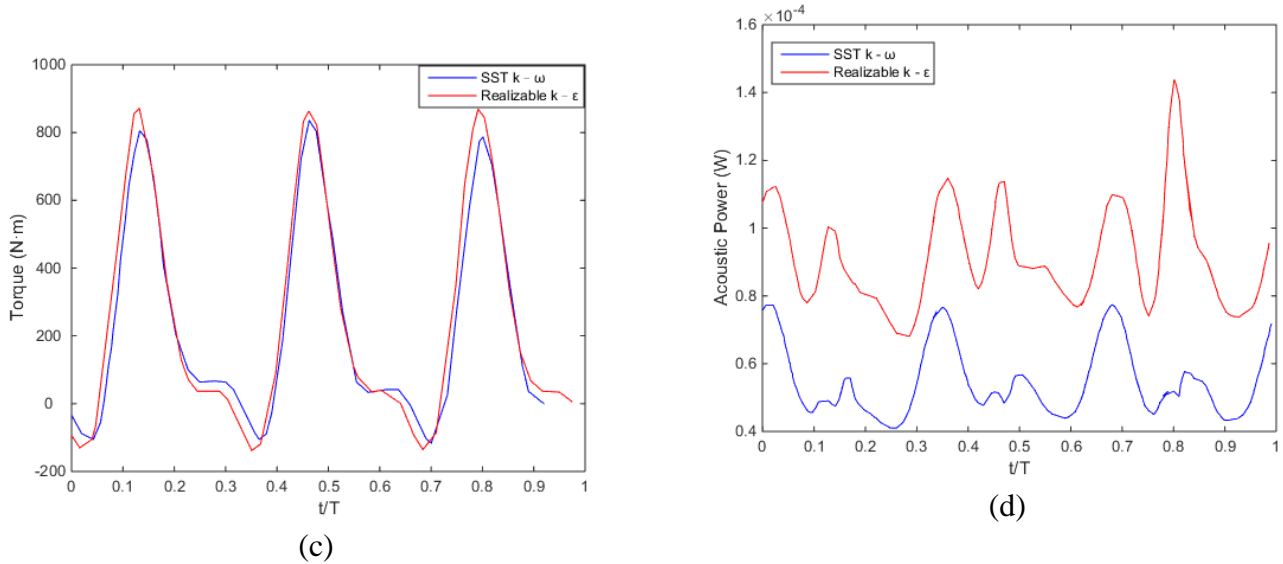 SST k - ω
Realizable k - ε
1000
800
600
400
200
0
-200
Torque (N·m)
0 0.1 0.2 0.3 0.4 0.5 0.6 0.7 0.8 0.9 1
t/T
(c)
×10-4
SST k - ω
Realizable k - ε
1.6
1.4
1.2
1
0.8
0.6
0.4
Acoustic Power (W)
0 0.1 0.2 0.3 0.4 0.5 0.6 0.7 0.8 0.9 1
t/T
(d)